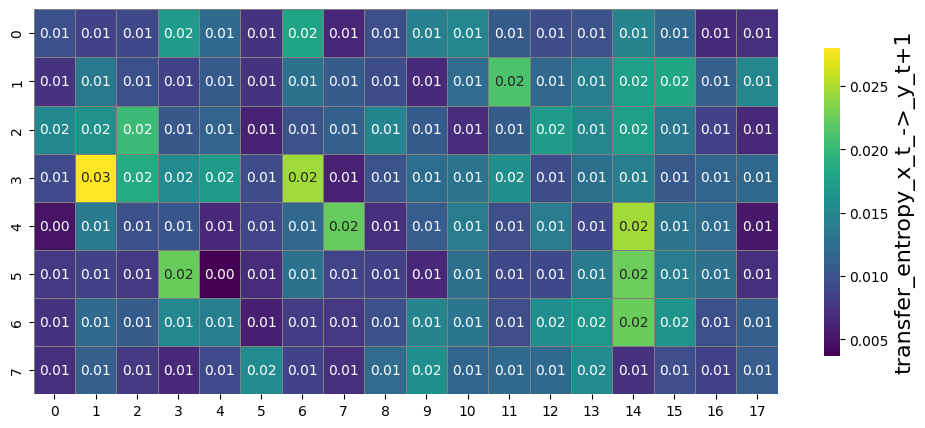 0 0.01 0.01 0.01 0.02 0.01 0.01 0.02 0.01 0.01 0.01 0.01 0.01 0.01 0.01 0.01 0.01 0.01 0.01
1 0.01 0.01 0.01 0.01 0.01 0.01 0.01 0.01 0.01 0.01 0.01 0.02 0.01 0.01 0.02 0.02 0.01 0.01
2 0.02 0.02 0.02 0.01 0.01 0.01 0.01 0.01 0.01 0.01 0.01 0.01 0.02 0.01 0.02 0.01 0.01 0.01
3 0.01 0.03 0.02 0.02 0.02 0.01 0.02 0.01 0.01 0.01 0.01 0.02 0.01 0.01 0.01 0.01 0.01 0.01
4 0.00 0.01 0.01 0.01 0.01 0.01 0.01 0.02 0.01 0.01 0.01 0.01 0.01 0.01 0.02 0.01 0.01 0.01
5 0.01 0.01 0.01 0.02 0.00 0.01 0.01 0.01 0.01 0.01 0.01 0.01 0.01 0.01 0.02 0.01 0.01 0.01
6 0.01 0.01 0.01 0.01 0.01 0.01 0.01 0.01 0.01 0.01 0.01 0.01 0.02 0.02 0.02 0.02 0.01 0.01
7 0.01 0.01 0.01 0.01 0.01 0.02 0.01 0.01 0.01 0.02 0.01 0.01 0.01 0.02 0.01 0.01 0.01 0.01
0 1 2 3 4 5 6 7 8 9 10 11 12 13 14 15 16 17
0.025
0.020
0.015
0.010
0.005
transfer_entropy_x_t_->_y_t+1